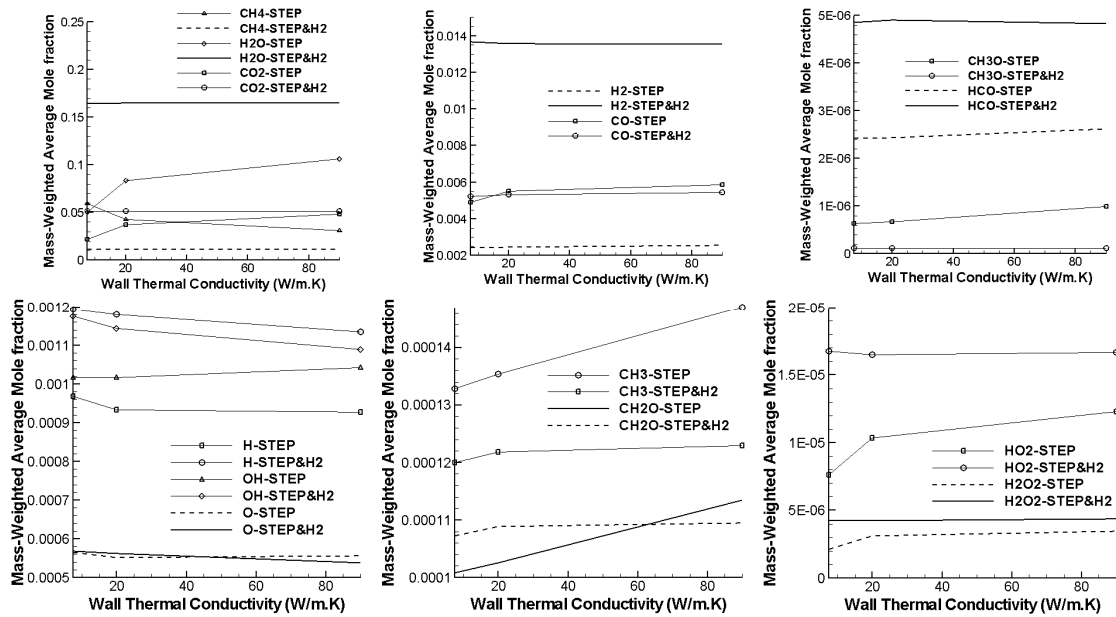 Mass-Weighted Average Mole fraction
0.25
0.2
0.15
0.1
0.05
0
CH4-STEP
CH4-STEP&H2
H2O-STEP
H2O-STEP&H2
CO2-STEP
CO2-STEP&H2
20 40 60 80
Wall Thermal Conductivity (W/m.K)
Mass-Weighted Average Mole fraction
0.014
0.012
0.01
0.008
0.006
0.004
0.002
H2-STEP
H2-STEP&H2
CO-STEP
CO-STEP&H2
20 40 60 80
Wall Thermal Conductivity (W/m.K)
Mass-Weighted Average Mole fraction
5E-06
4E-06
3E-06
2E-06
1E-06
0
CH3O-STEP
CH3O-STEP&H2
HCO-STEP
HCO-STEP&H2
20 40 60 80
Wall Thermal Conductivity (W/m.K)
Mass-Weighted Average Mole fraction
0.0012
0.0011
0.001
0.0009
0.0008
0.0007
0.0006
0.0005
H-STEP
H-STEP&H2
OH-STEP
OH-STEP&H2
O-STEP
O-STEP&H2
20 40 60 80
Wall Thermal Conductivity (W/m.K)
Mass-Weighted Average Mole fraction
0.00014
0.00013
0.00012
0.00011
0.0001
CH3-STEP
CH3-STEP&H2
CH2O-STEP
CH2O-STEP&H2
20 40 60 80
Wall Thermal Conductivity (W/m.K)
Mass-Weighted Average Mole fraction
2E-05
1.5E-05
1E-05
5E-06
0
HO2-STEP
HO2-STEP&H2
H2O2-STEP
H2O2-STEP&H2
20 40 60 80
Wall Thermal Conductivity (W/m.K)